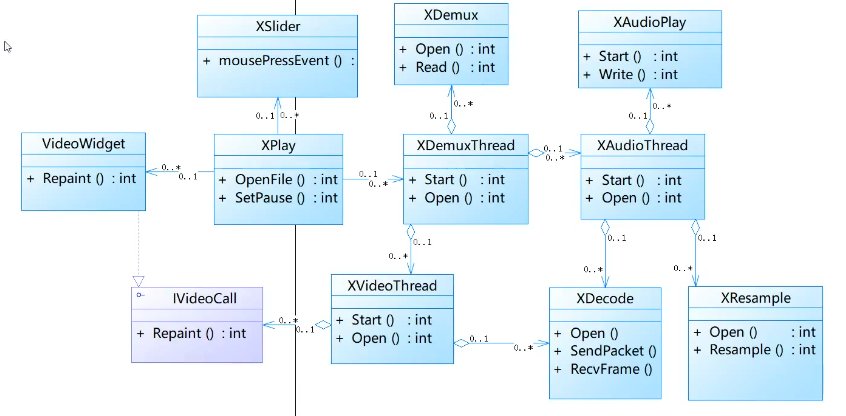 XSlider
+ mousePressEvent () :
XDemux
+ Open () : int
+ Read () : int
XAudioPlay
+ Start () : int
+ Write () : int
0..1
0..*
0..1
0..*
0..1
0..*
VideoWidget
+ Repaint () : int
0..*
0..1
XPlay
+ OpenFile () : int
+ SetPause () : int
0..1
0..*
XDemuxThread
+ Start () : int
+ Open () : int
0..1
0..*
XAudioThread
+ Start () : int
+ Open () : int
0..1
0..*
0..1
0..*
0..1
0..*
IVideoCall
+ Repaint () : int
0..*
0..1
XVideoThread
+ Start () : int
+ Open () : int
0..1
0..*
XDecode
+ Open ()
+ SendPacket ()
+ RecvFrame ()
XResample
+ Open () : int
+ Resample () : int